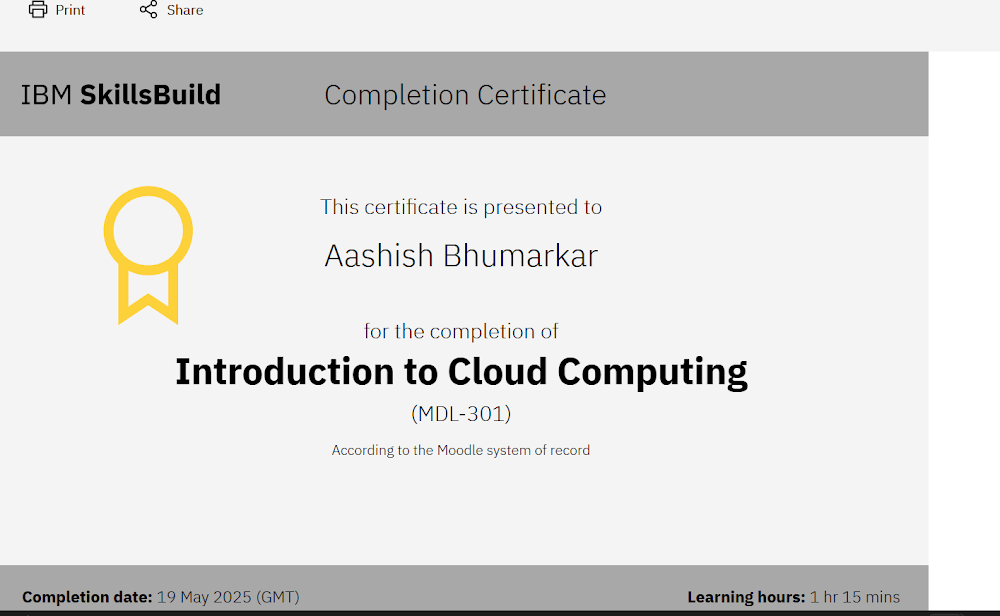 Print Share
IBM SkillsBuild Completion Certificate
This certificate is presented to
Aashish Bhumarkar
for the completion of
Introduction to Cloud Computing
(MDL-301)
According to the Moodle system of record
Completion date: 19 May 2025 (GMT) Learning hours: 1 hr 15 mins